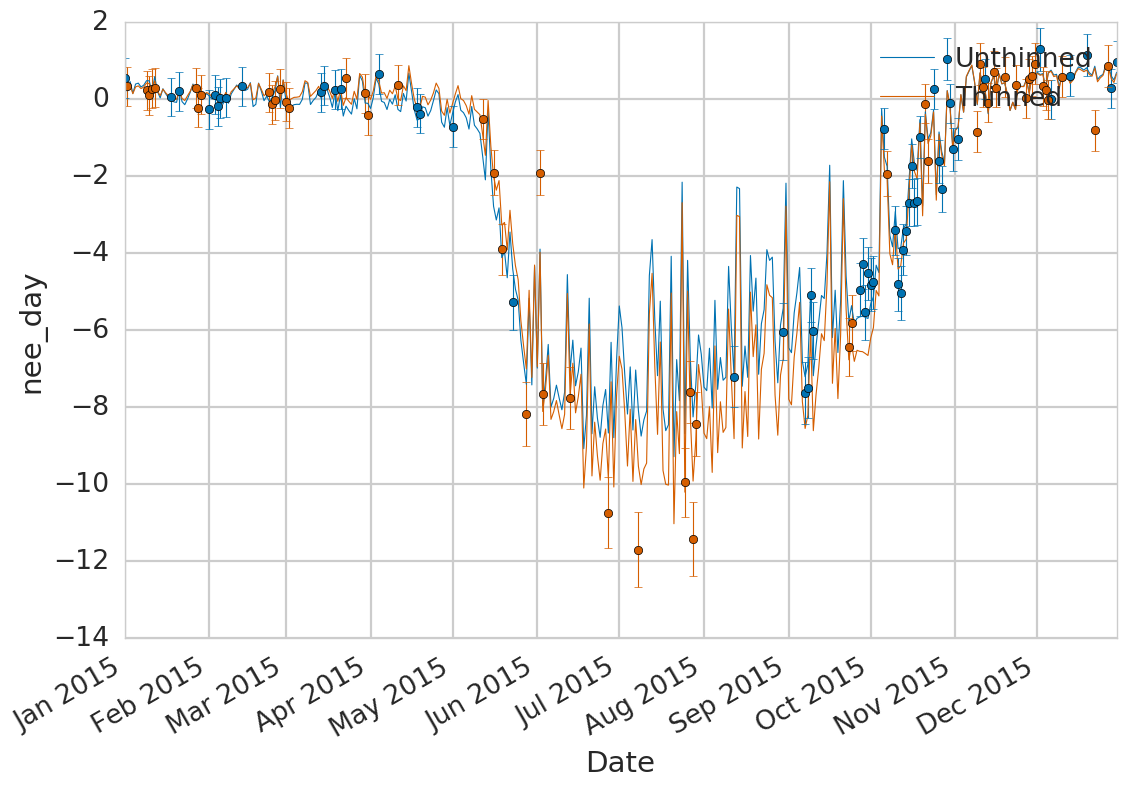 2
0
−2
−4
−6
−8
−10
−12
−14
nee_day
Unthinned
Thinned
Jan 2015
Feb 2015
Mar 2015
Apr 2015
May 2015
Jun 2015
Jul 2015
Aug 2015
Sep 2015
Oct 2015
Nov 2015
Dec 2015
Date